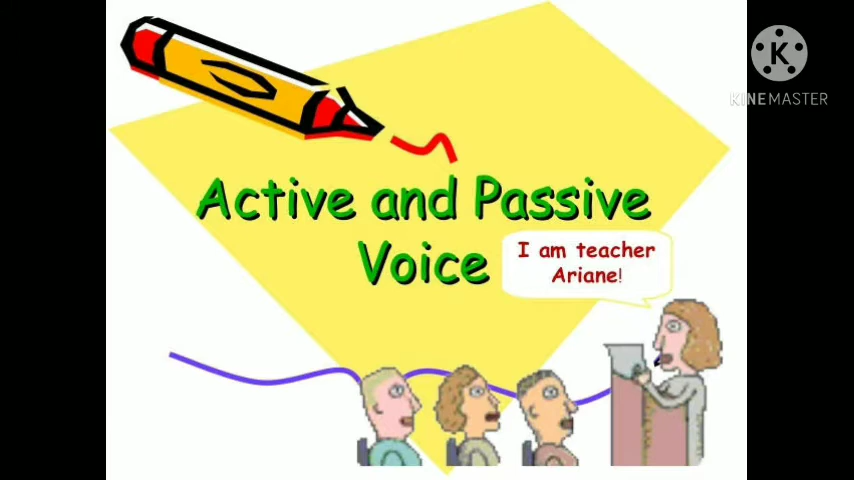 KINEMASTER
Active and Passive
Voice
I am teacher
Ariane!